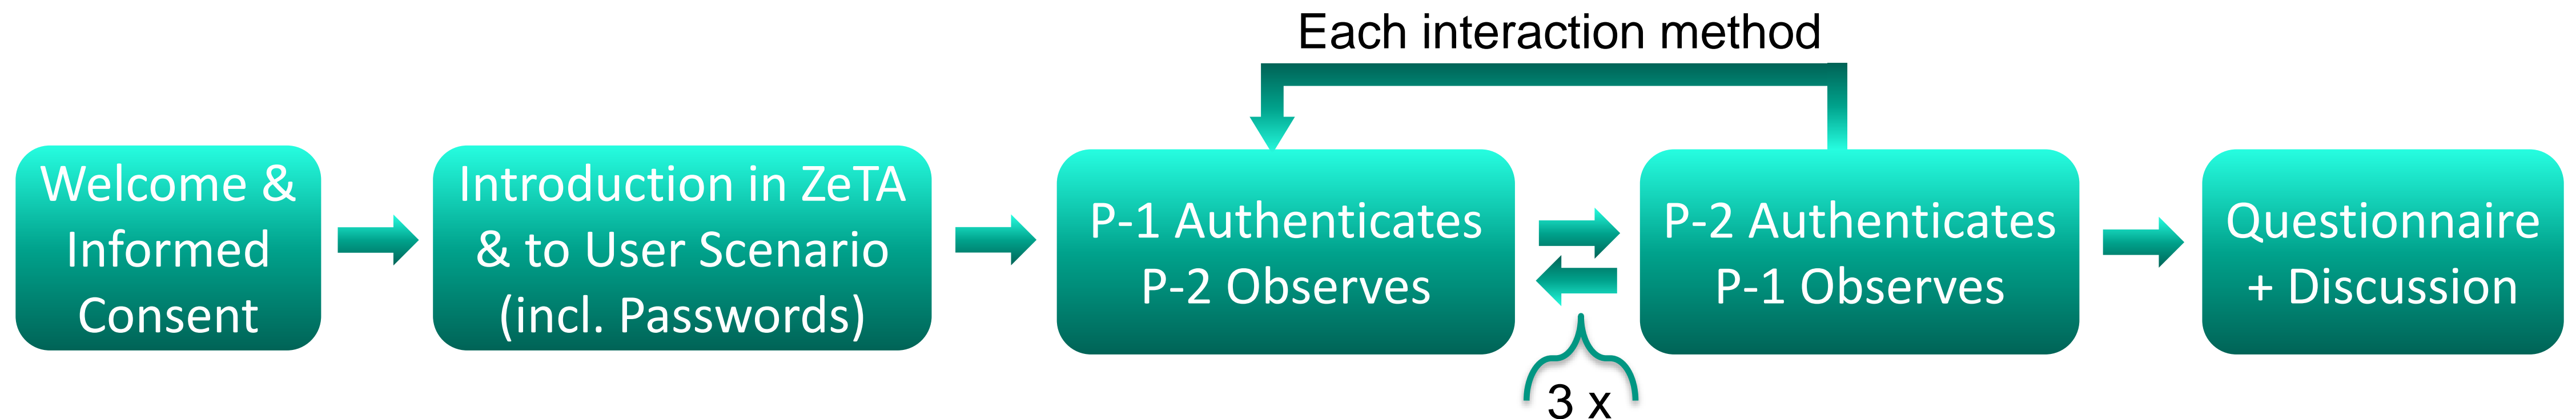 Each interaction method
Welcome &
Informed
Consent
Introduction in ZeTA
& to User Scenario
(incl. Passwords)
P-1 Authenticates
P-2 Observes
P-2 Authenticates
P-1 Observes
Questionnaire
+ Discussion
3 x